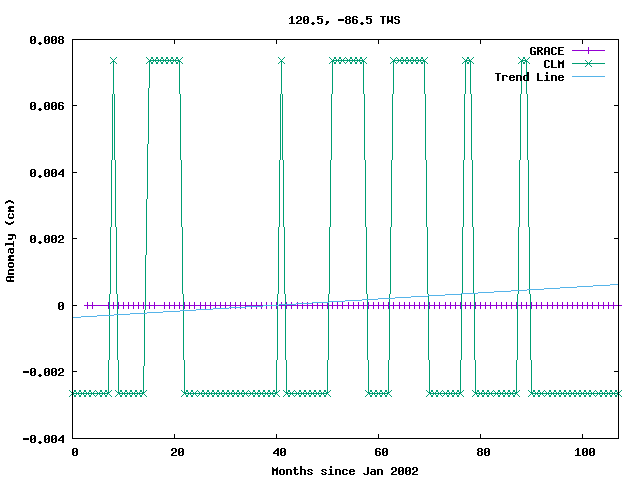 120.5, -86.5 TWS
0.008
0.006
0.004
0.002
0
-0.002
-0.004
Anomaly (cm)
GRACE
CLM
Trend Line
0 20 40 60 80 100
Months since Jan 2002